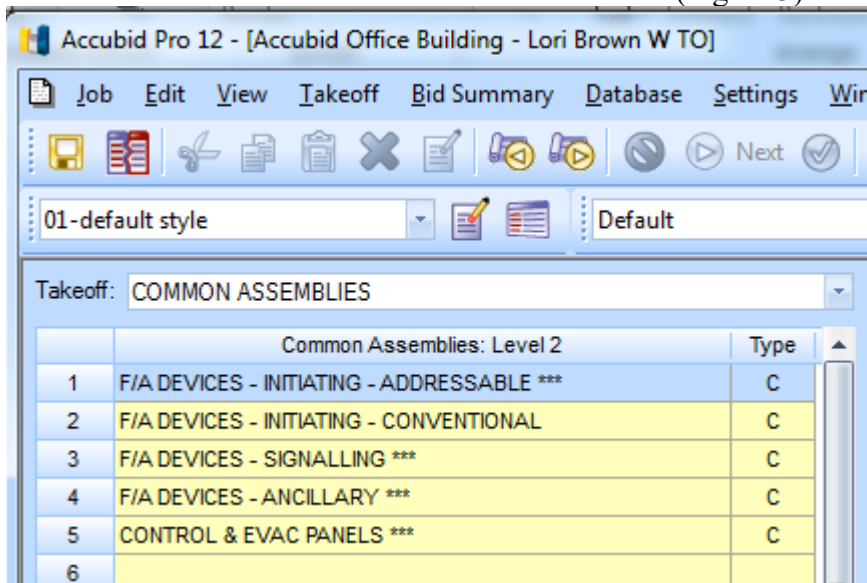 Accubid Pro 12 - [Accubid Office Building - Lori Brown W TO]
Job Edit View Takeoff Bid Summary Database Settings Wir
Next
01-default style Default
Takeoff: COMMON ASSEMBLIES
Common Assemblies: Level 2 Type
1 F/A DEVICES - INITIATING - ADDRESSABLE *** C
2 F/A DEVICES - INITIATING - CONVENTIONAL C
3 F/A DEVICES - SIGNALLING *** C
4 F/A DEVICES - ANCILLARY *** C
5 CONTROL & EVAC PANELS *** C
6